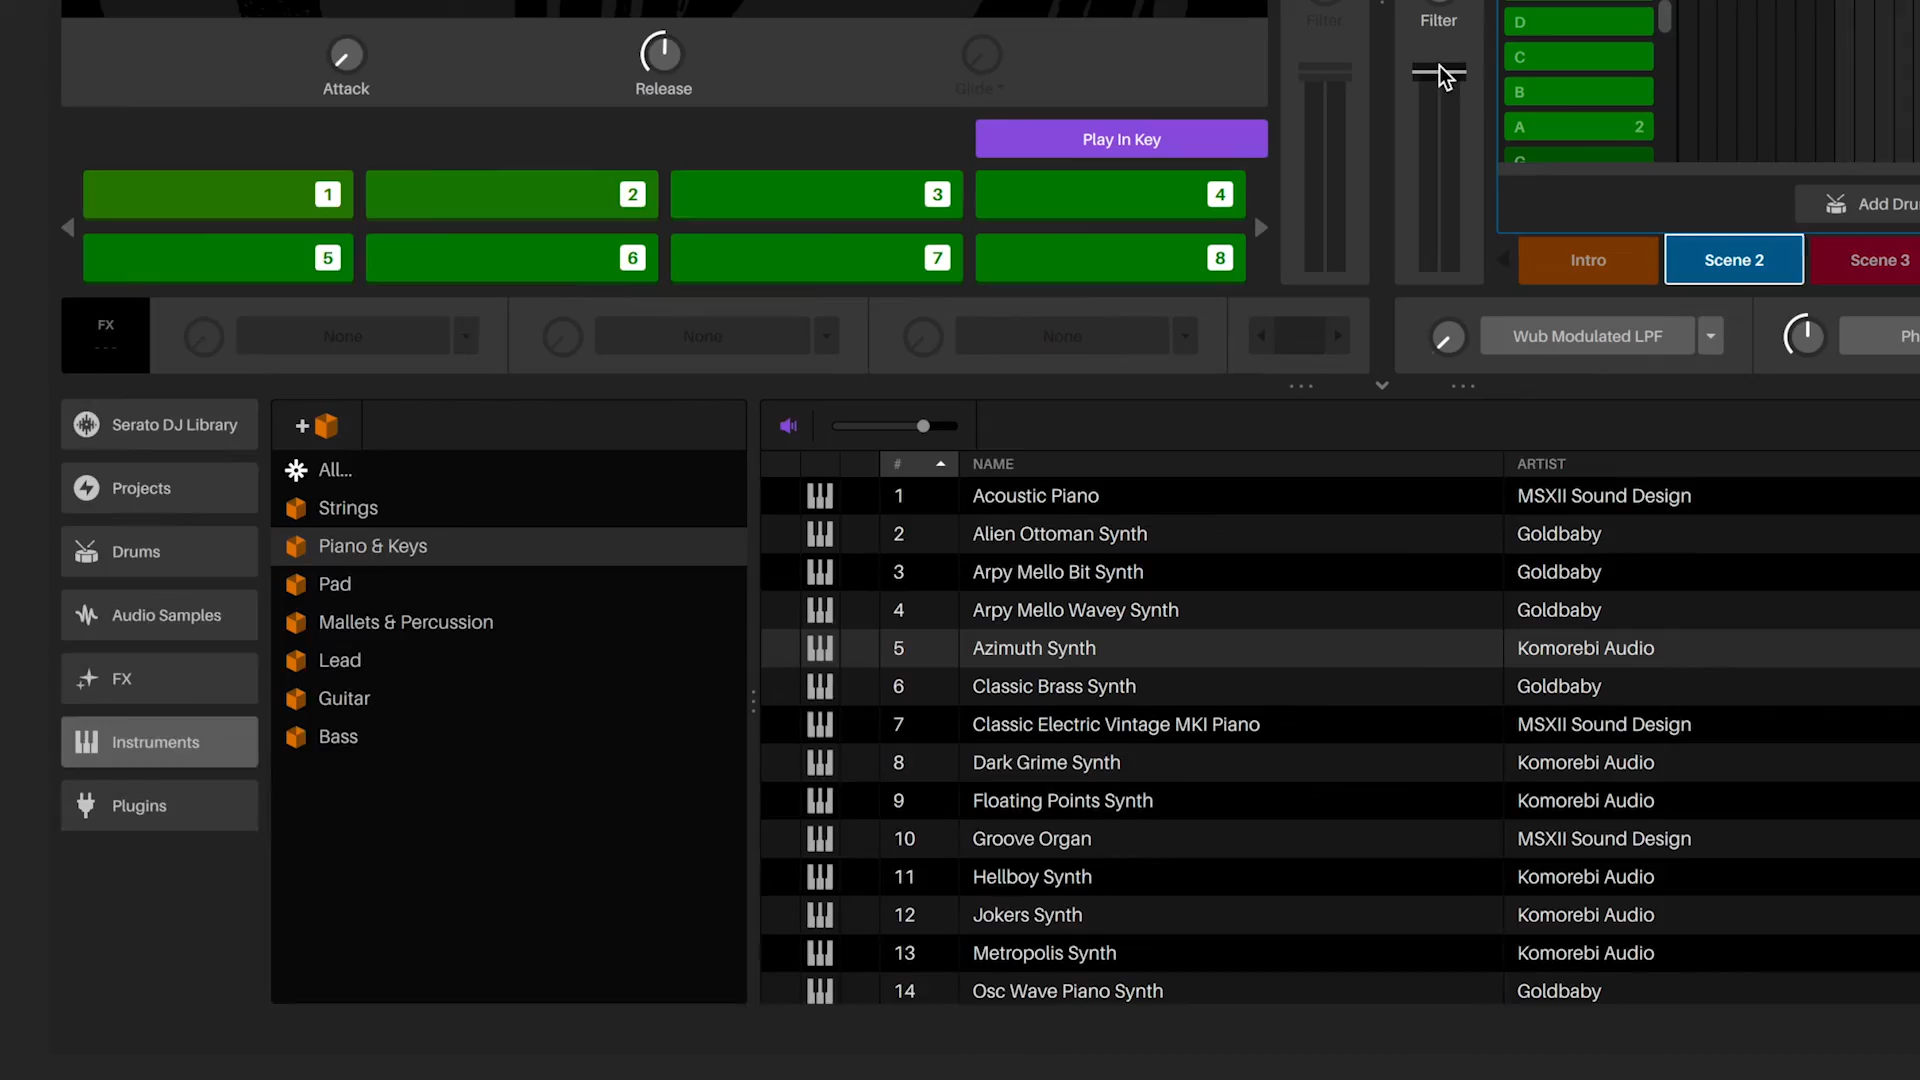 Filter
Filter
D
C
B
A 2
G
Attack
Release
Glide
Play In Key
1
2
3
4
5
6
7
8
Add Dru
Intro
Scene 2
Scene 3
FX
---
None
None
None
Wub Modulated LPF
Ph
Serato DJ Library
Projects
Drums
Audio Samples
FX
Instruments
Plugins
+
All...
Strings
Piano & Keys
Pad
Mallets & Percussion
Lead
Guitar
Bass
# NAME ARTIST
1 Acoustic Piano MSXII Sound Design
2 Alien Ottoman Synth Goldbaby
3 Arpy Mello Bit Synth Goldbaby
4 Arpy Mello Wavey Synth Goldbaby
5 Azimuth Synth Komorebi Audio
6 Classic Brass Synth Goldbaby
7 Classic Electric Vintage MKI Piano MSXII Sound Design
8 Dark Grime Synth Komorebi Audio
9 Floating Points Synth Komorebi Audio
10 Groove Organ MSXII Sound Design
11 Hellboy Synth Komorebi Audio
12 Jokers Synth Komorebi Audio
13 Metropolis Synth Komorebi Audio
14 Osc Wave Piano Synth Goldbaby